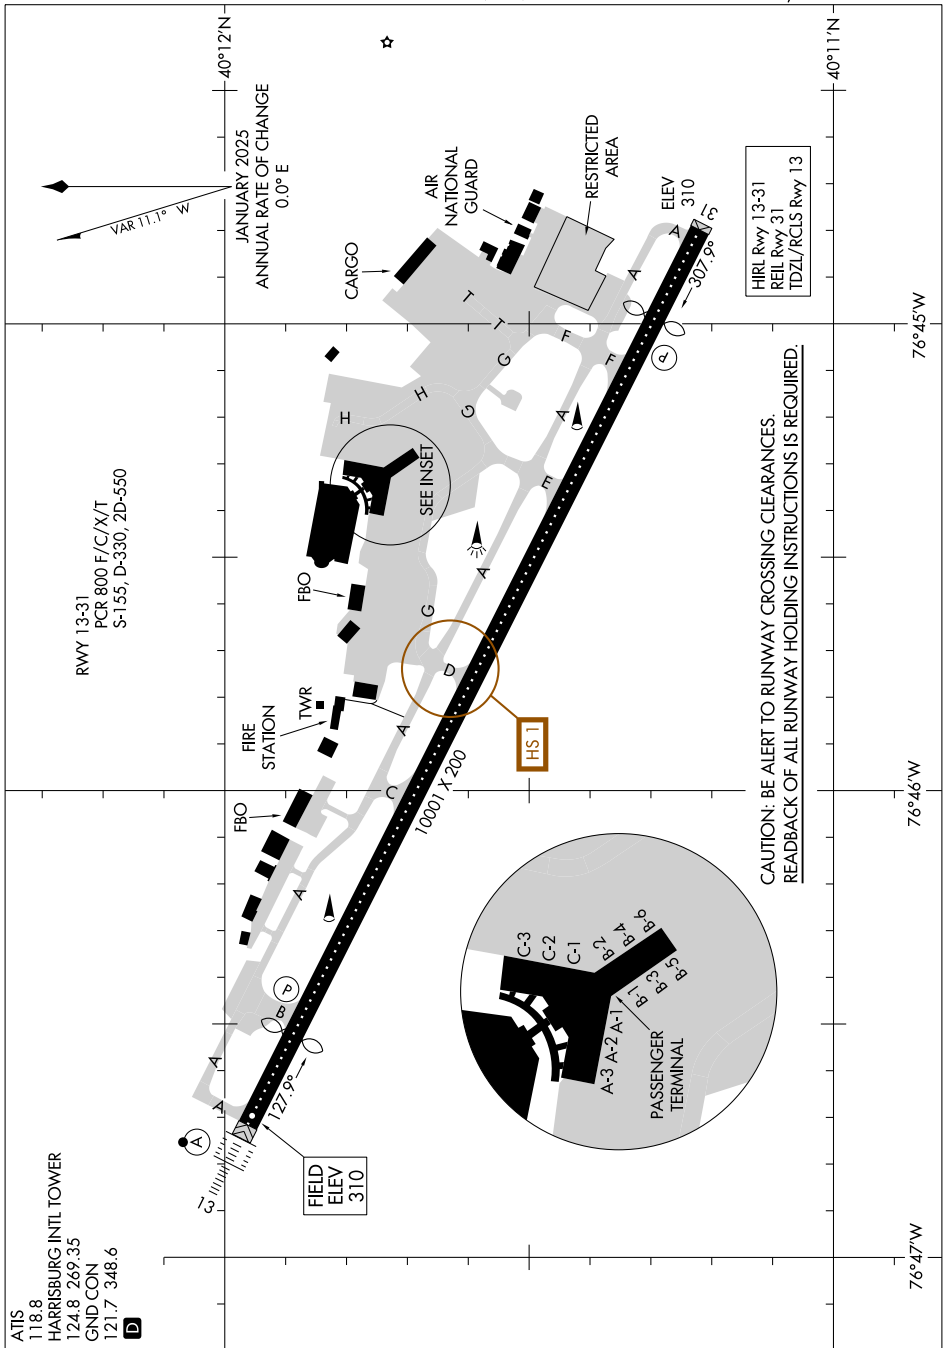 ATIS
118.8
HARRISBURG INTL TOWER
124.8 269.35
GND CON
121.7 348.6
D
RWY 13-31
PCR 800 F/C/X/T
S-155, D-330, 2D-550
VAR 11.1° W
JANUARY 2025
ANNUAL RATE OF CHANGE
0.0° E
40°12'N
40°11'N
76°47'W
76°46'W
76°45'W
13
A
FIELD
ELEV
310
127.9°
A
A
B
P
A
FBO
C
A
FIRE
STATION
TWR
10001 X 200
HS 1
D
G
FBO
A
SEE INSET
E
A
H
H
G
G
T
T
F
F
CARGO
AIR
NATIONAL
GUARD
RESTRICTED
AREA
A
A
P
ELEV
310
307.9°
31
HIRL Rwy 13-31
REIL Rwy 31
TDZL/RCLS Rwy 13
C-3
C-2
C-1
B-2
B-4
B-6
B-1
B-3
B-5
A-3 A-2 A-1
PASSENGER
TERMINAL
CAUTION: BE ALERT TO RUNWAY CROSSING CLEARANCES.
READBACK OF ALL RUNWAY HOLDING INSTRUCTIONS IS REQUIRED.